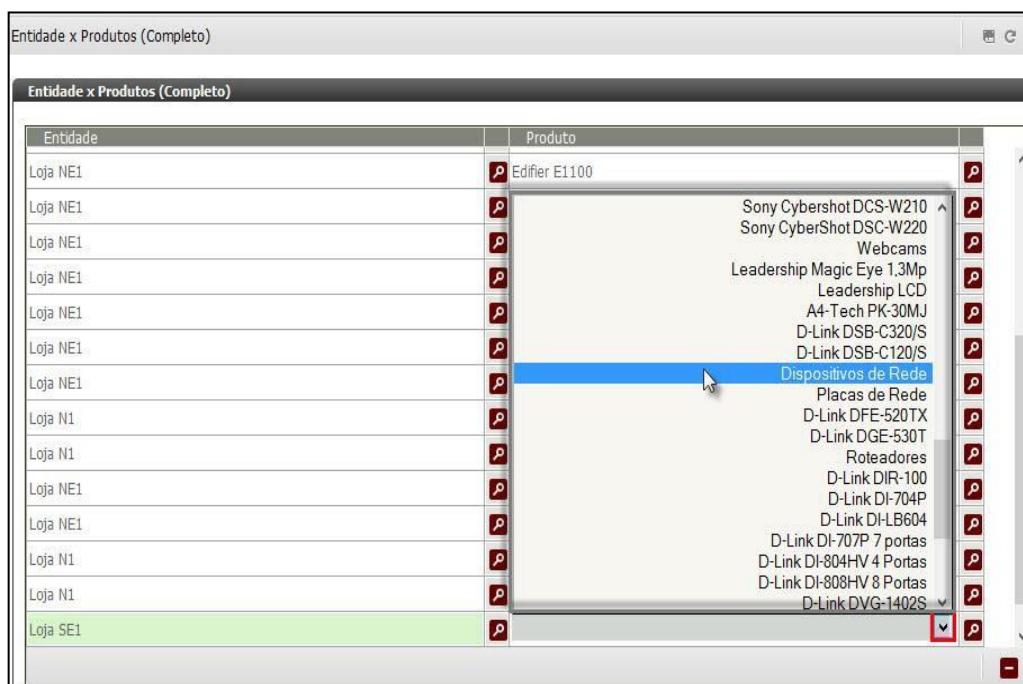 Entidade x Produtos (Completo)
Entidade x Produtos (Completo)
Entidade Produto
Loja NE1 Edifier E1100
Loja NE1
Loja NE1
Loja NE1
Loja NE1
Loja NE1
Loja NE1
Loja N1
Loja N1
Loja NE1
Loja NE1
Loja N1
Loja N1
Loja SE1
Sony Cybershot DCS-W210
Sony CyberShot DSC-W220
Webcams
Leadership Magic Eye 1,3Mp
Leadership LCD
A4-Tech PK-30MJ
D-Link DSB-C320/S
D-Link DSB-C120/S
Dispositivos de Rede
Placas de Rede
D-Link DFE-520TX
D-Link DGE-530T
Roteadores
D-Link DIR-100
D-Link DI-704P
D-Link DI-LB604
D-Link DI-707P 7 portas
D-Link DI-804HV 4 Portas
D-Link DI-808HV 8 Portas
D-Link DVG-1402S